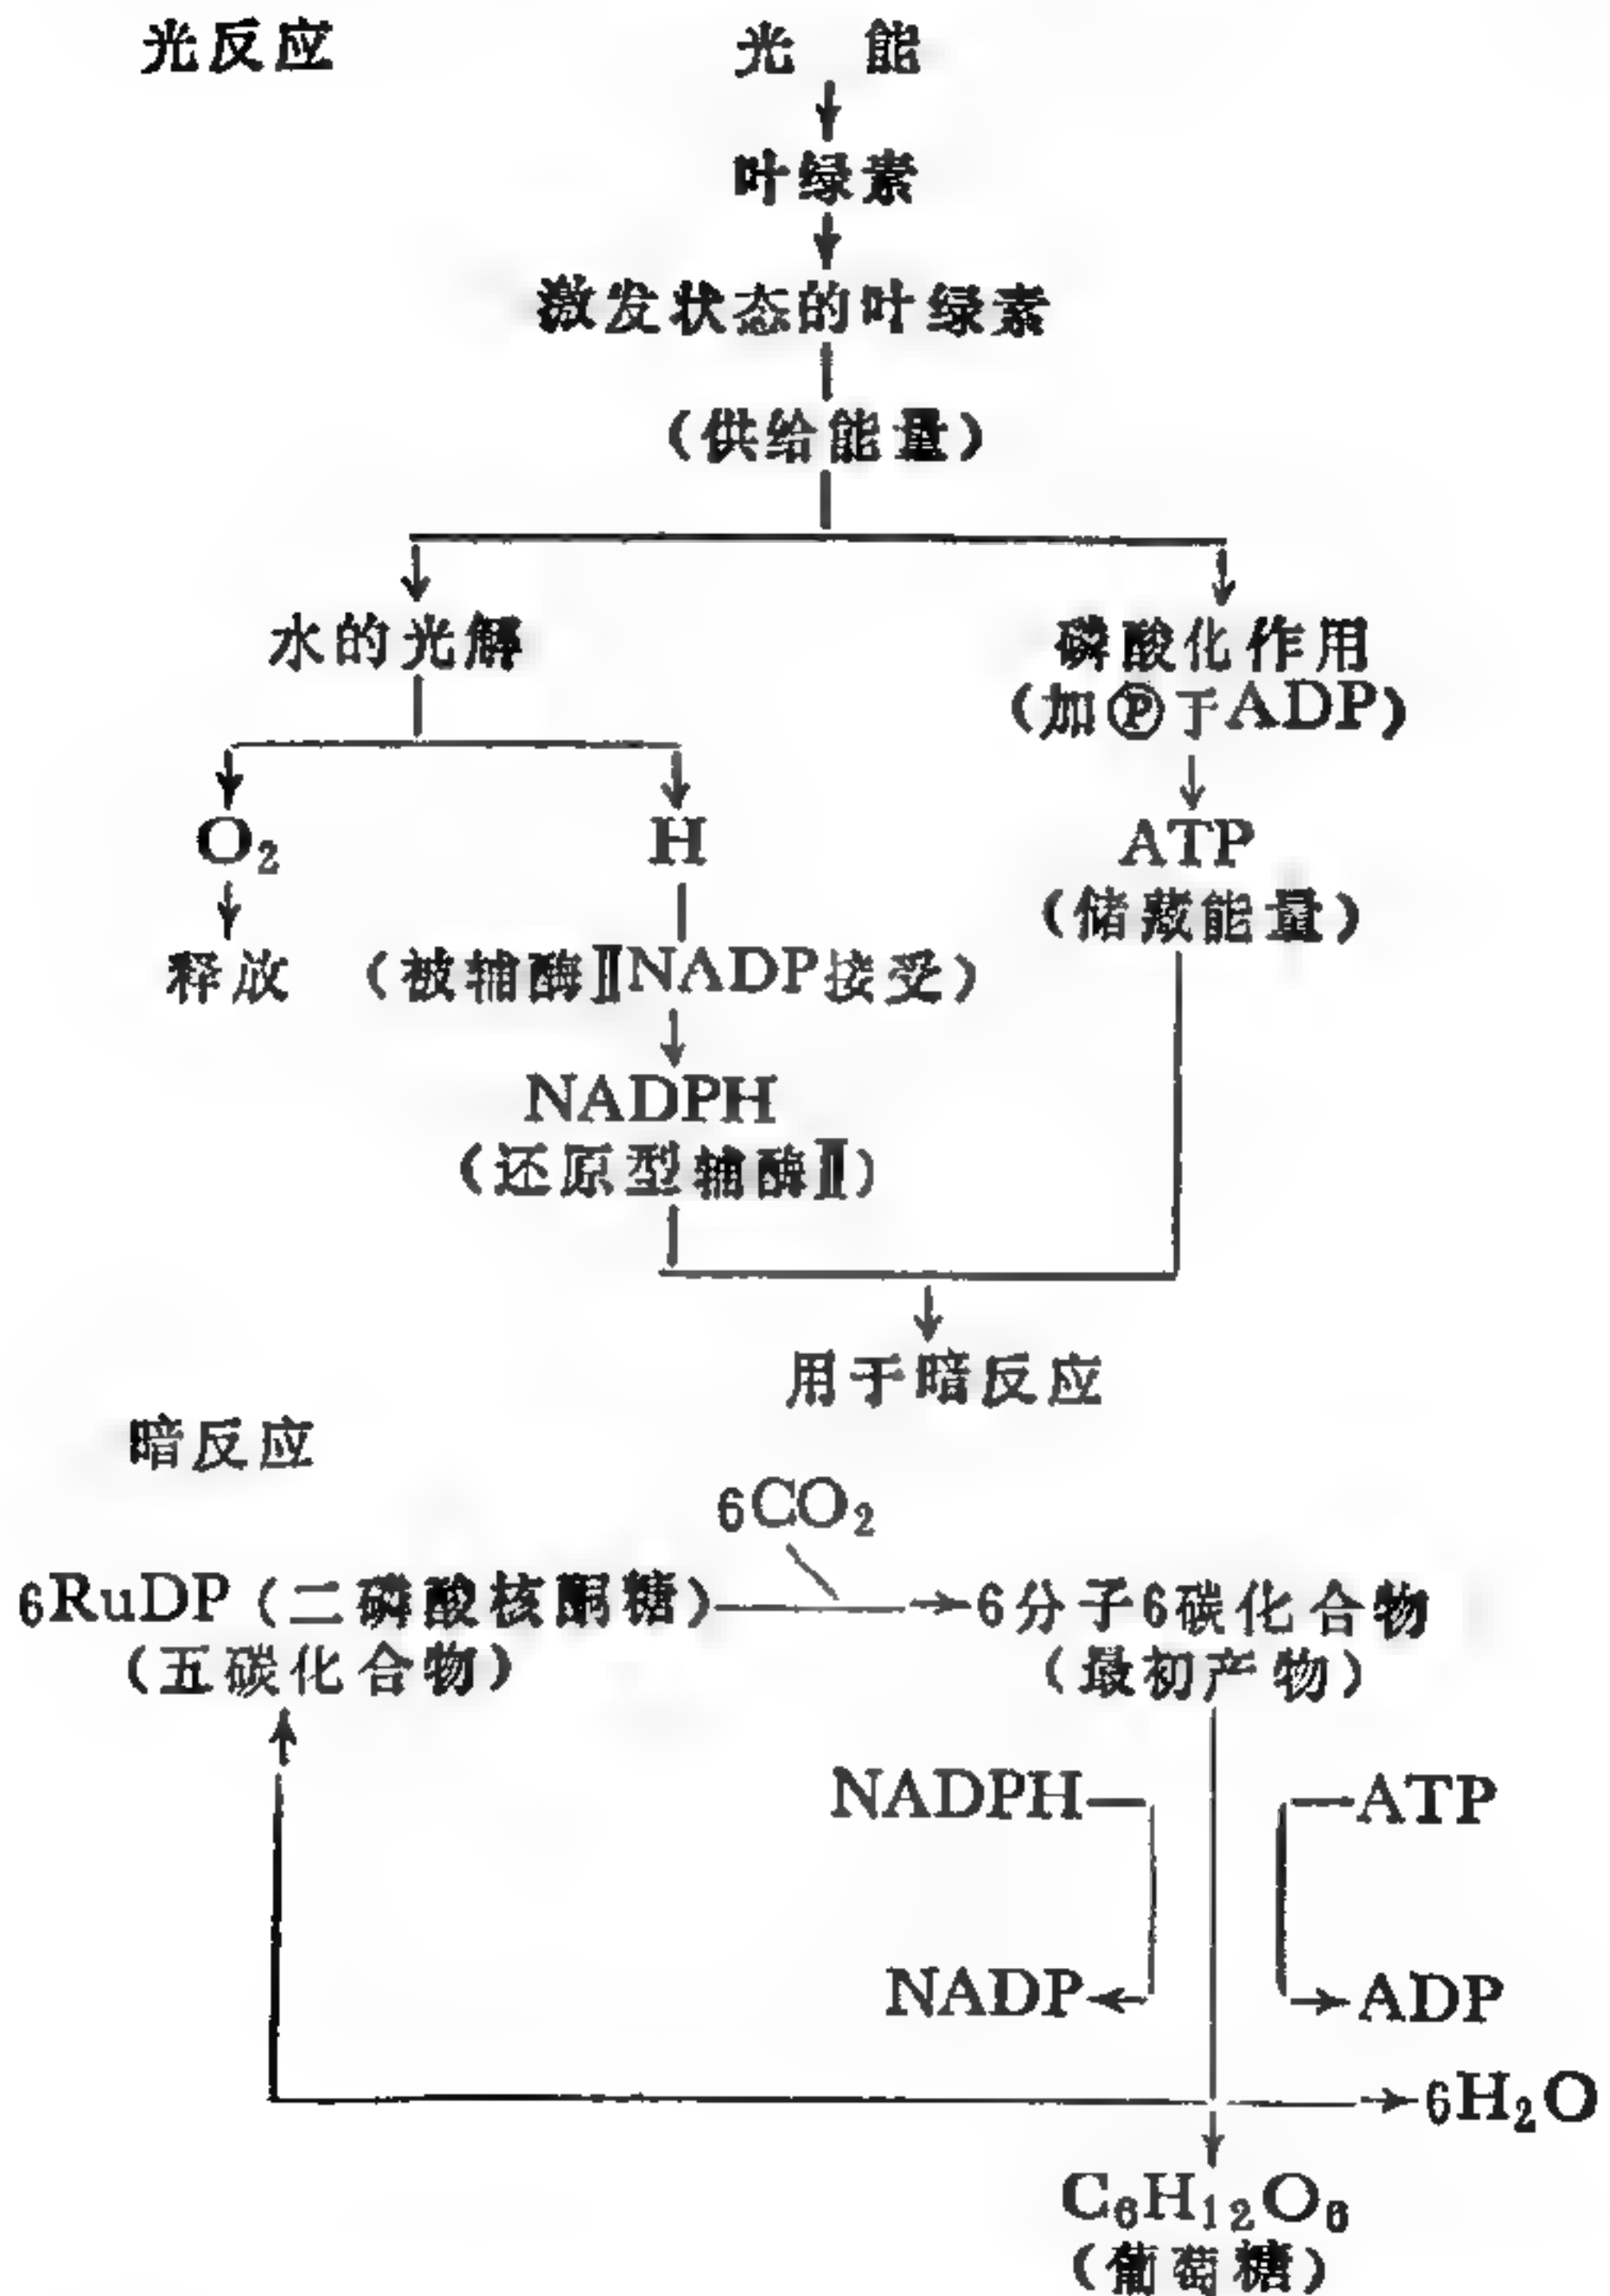 光反应
光 能
叶绿素
激发状态的叶绿素
（供给能量）
水的光解
磷酸化作用
（加Ⓟ于ADP）
O₂
H
ATP
（储藏能量）
释放
（被辅酶ⅡNADP接受）
NADPH
（还原型辅酶Ⅱ）
用于暗反应
暗反应
6CO₂
6RuDP（二磷酸核酮糖）
6分子6碳化合物
（五碳化合物）
（最初产物）
NADPH
ATP
NADP
ADP
6H₂O
C₆H₁₂O₆
（葡萄糖）